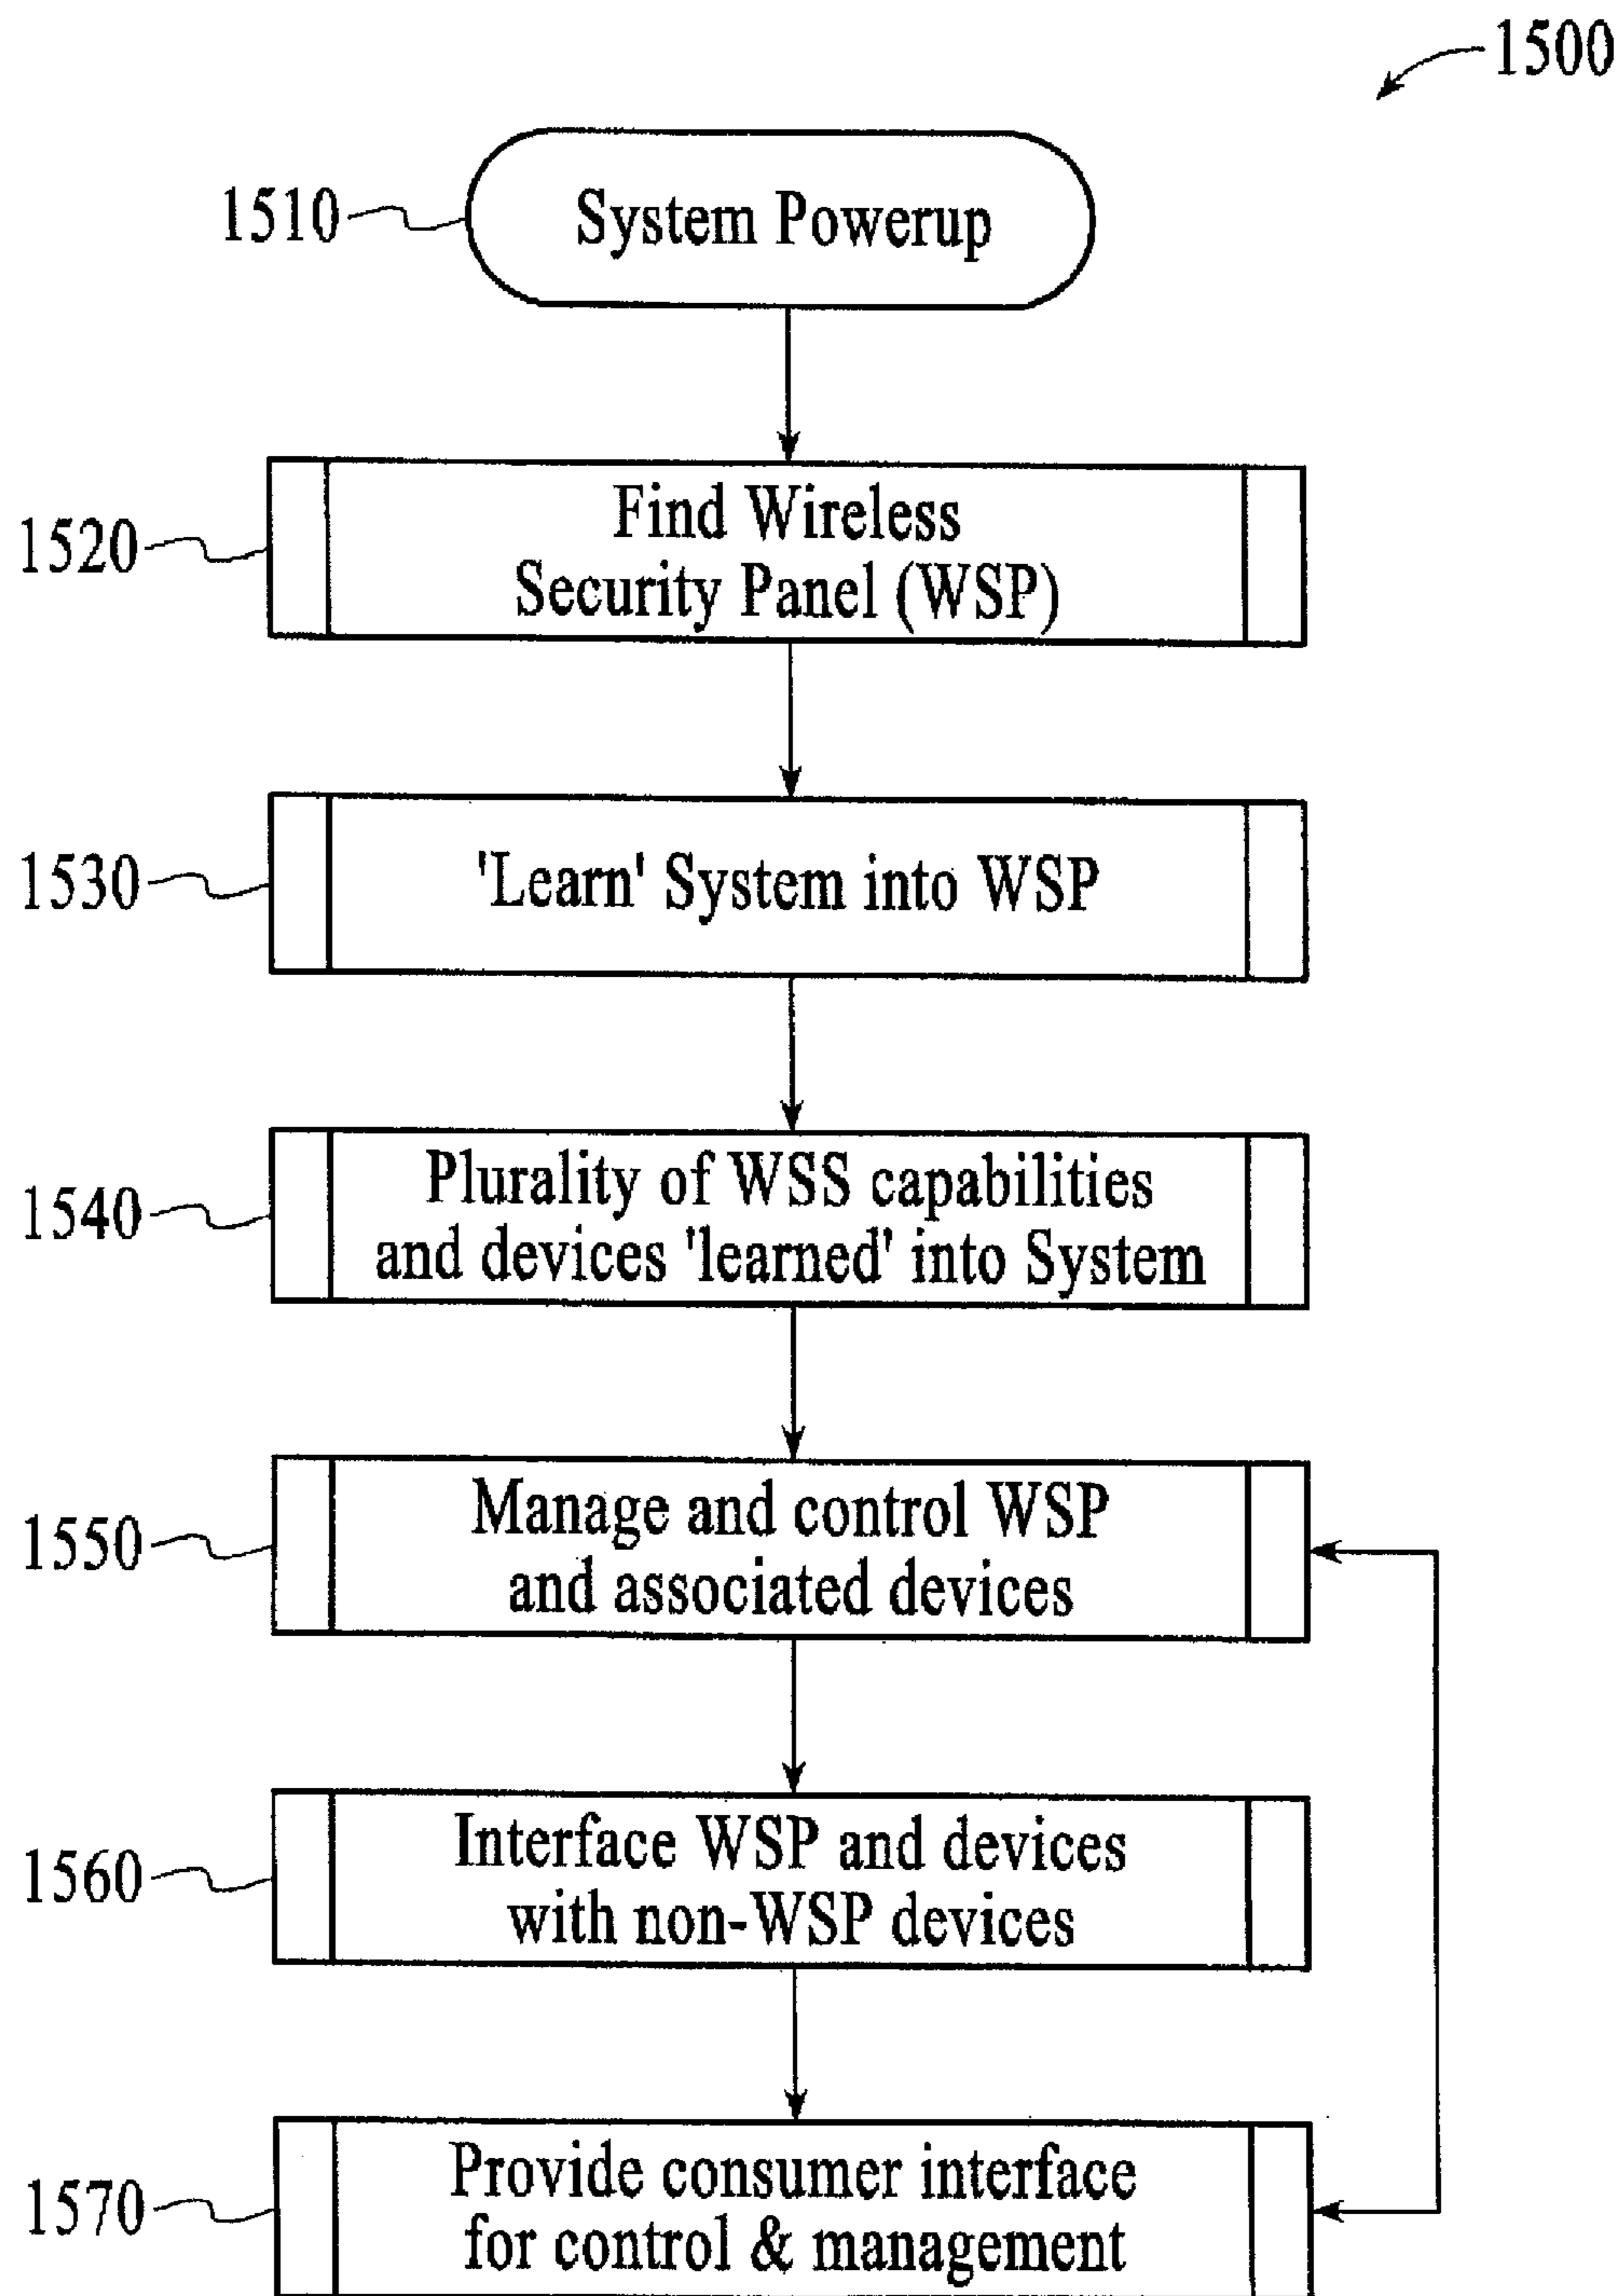 1500
1510
System Powerup
1520
Find Wireless
Security Panel (WSP)
1530
'Learn' System into WSP
1540
Plurality of WSS capabilities
and devices 'learned' into System
1550
Manage and control WSP
and associated devices
1560
Interface WSP and devices
with non-WSP devices
1570
Provide consumer interface
for control & management